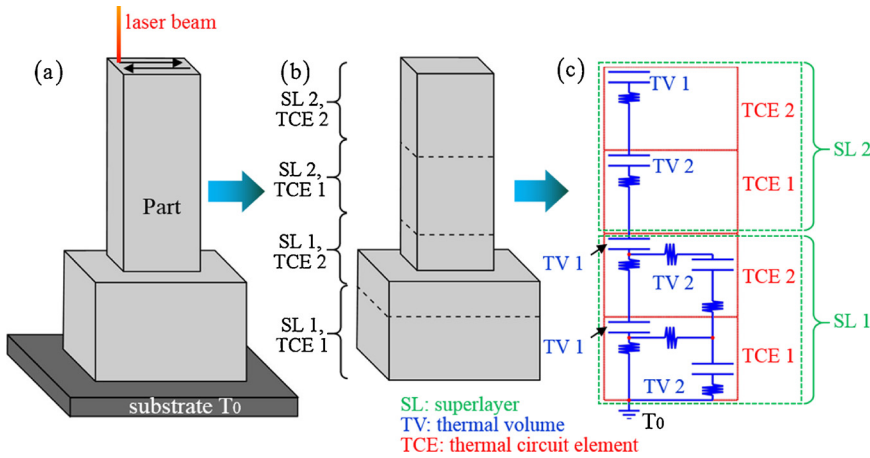 laser beam
(a)
Part
substrate T0
(b)
SL 2,
TCE 2
SL 2,
TCE 1
SL 1,
TCE 2
SL 1,
TCE 1
(c)
TV 1
TCE 2
TV 2
TCE 1
SL 2
TV 1
TV 2
TCE 2
TV 1
TCE 1
TV 2
SL 1
T0
SL: superlayer
TV: thermal volume
TCE: thermal circuit element